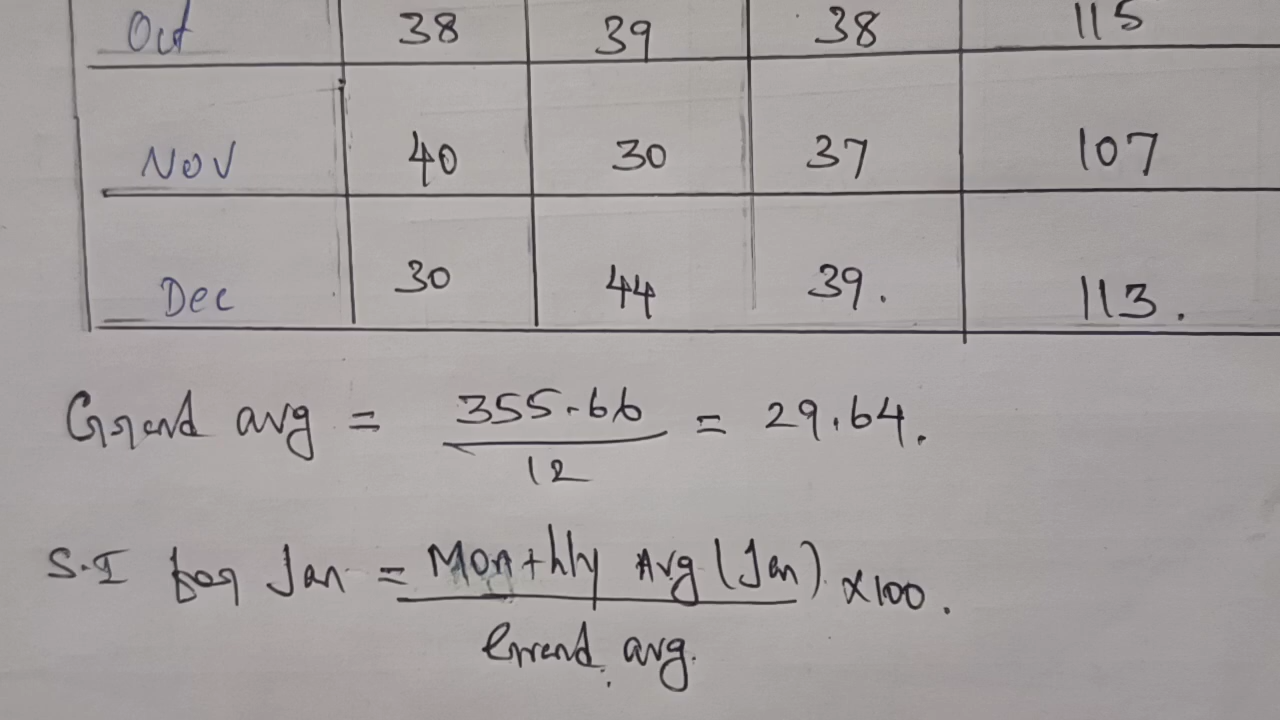 Oct 38 39 38 115
Nov 40 30 37 107
Dec 30 44 39. 113.
Grand avg = 355.66 / 12 = 29.64.
S.I for Jan = Monthly Avg (Jan) / Grand avg. × 100.